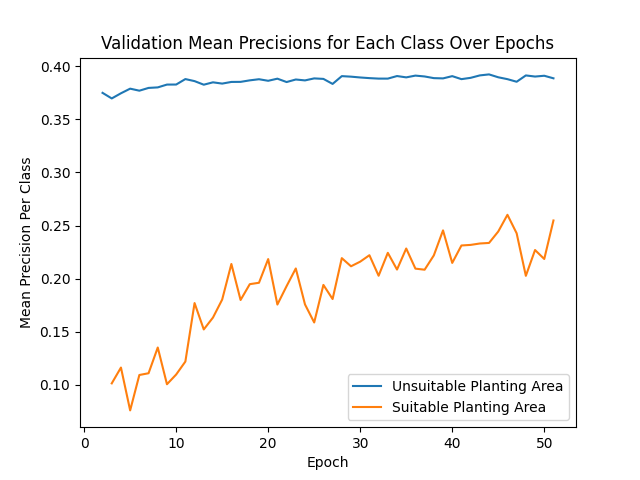 Validation Mean Precisions for Each Class Over Epochs
Mean Precision Per Class
0.40
0.35
0.30
0.25
0.20
0.15
0.10
Unsuitable Planting Area
Suitable Planting Area
0 10 20 30 40 50
Epoch